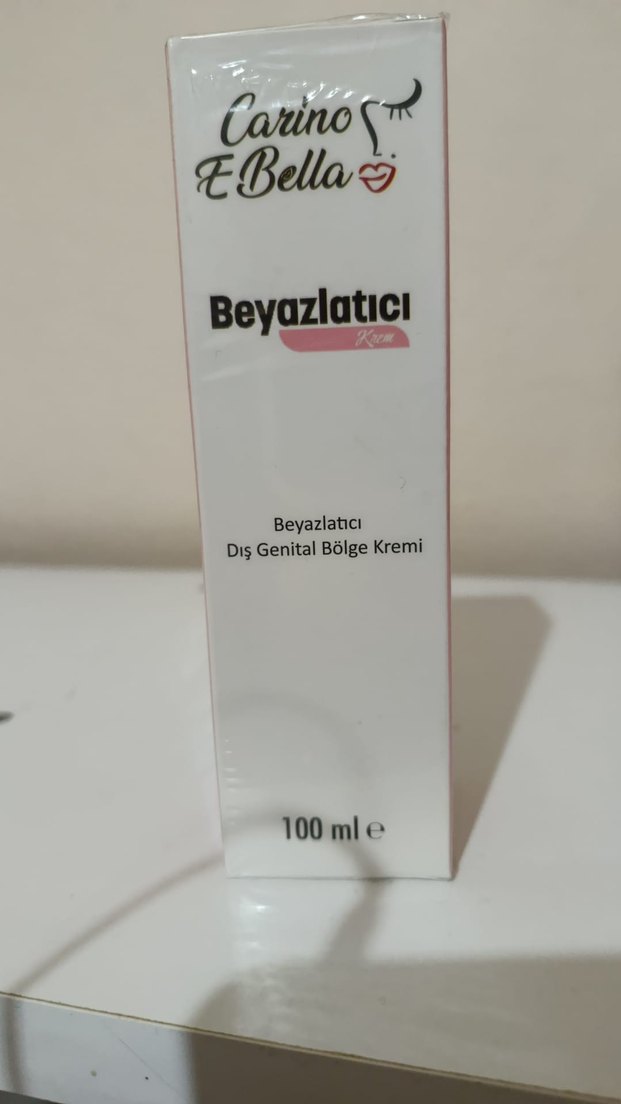 Carino
E Bella
Beyazlatıcı
Krem
Beyazlatıcı
Dış Genital Bölge Kremi
100 ml ℮